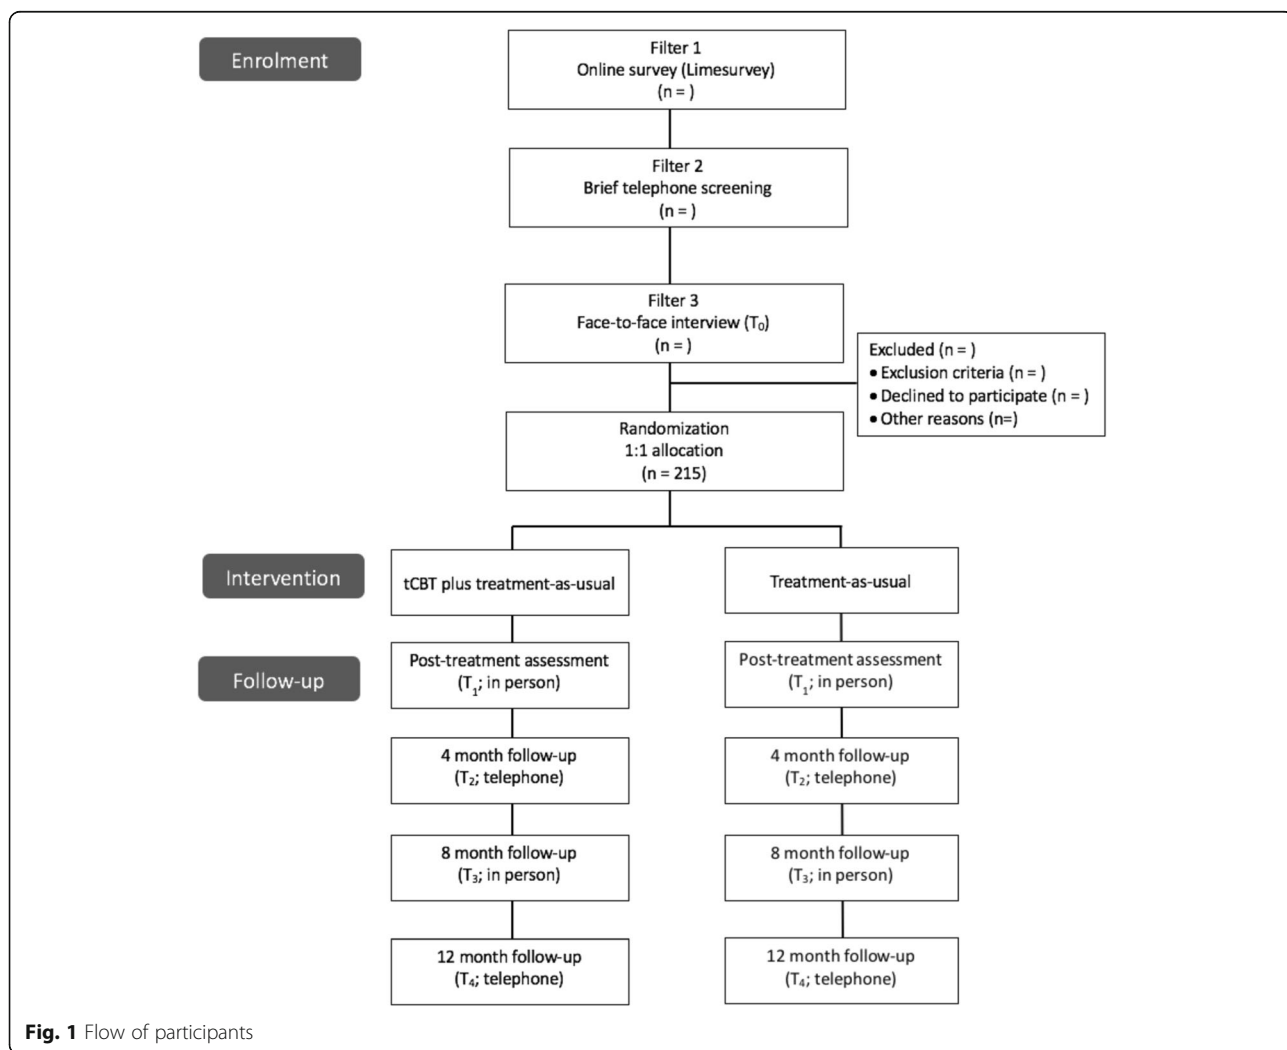 Enrolment
Filter 1
Online survey (Limesurvey)
(n = )
Filter 2
Brief telephone screening
(n = )
Filter 3
Face-to-face interview (T₀)
(n = )
Excluded (n = )
• Exclusion criteria (n = )
• Declined to participate (n = )
• Other reasons (n=)
Randomization
1:1 allocation
(n = 215)
Intervention
tCBT plus treatment-as-usual
Treatment-as-usual
Follow-up
Post-treatment assessment
(T₁; in person)
Post-treatment assessment
(T₁; in person)
4 month follow-up
(T₂; telephone)
4 month follow-up
(T₂; telephone)
8 month follow-up
(T₃; in person)
8 month follow-up
(T₃; in person)
12 month follow-up
(T₄; telephone)
12 month follow-up
(T₄; telephone)
Fig. 1 Flow of participants